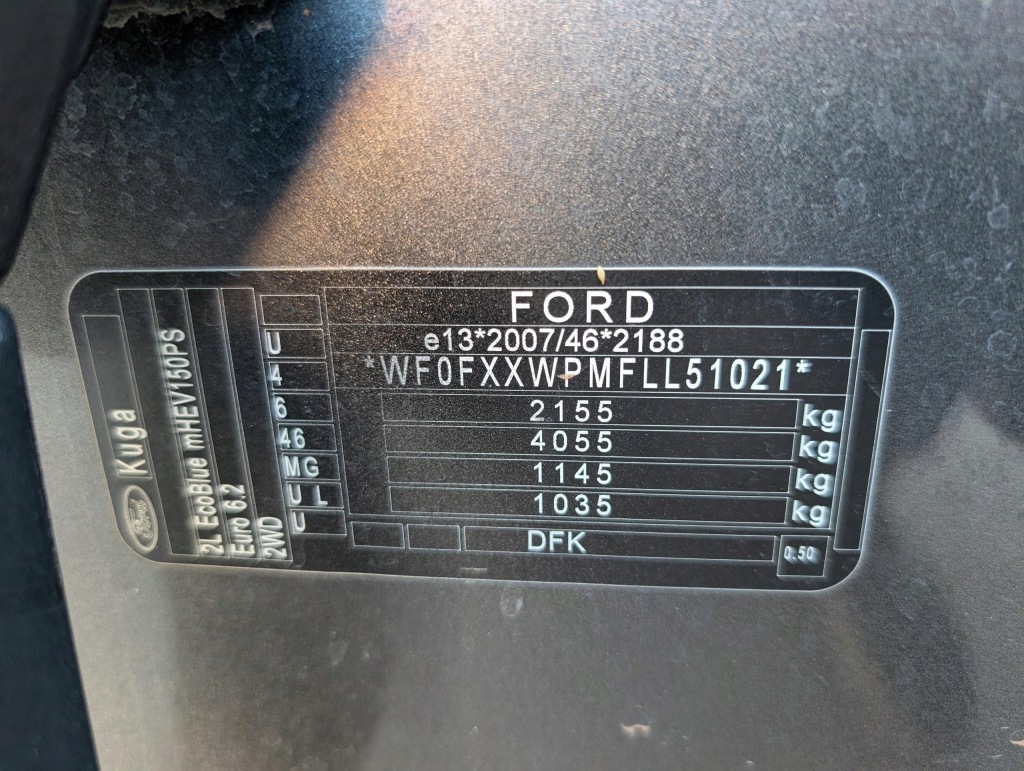 FORD
e13*2007/46*2188
*WF0FXXWPMFLL51021*
2155 kg
4055 kg
1145 kg
1035 kg
DFK
0.50
U
4
6
46
MG
U L
U
Ford Kuga
2L EcoBlue mHEV150PS
Euro 6.2
2WD